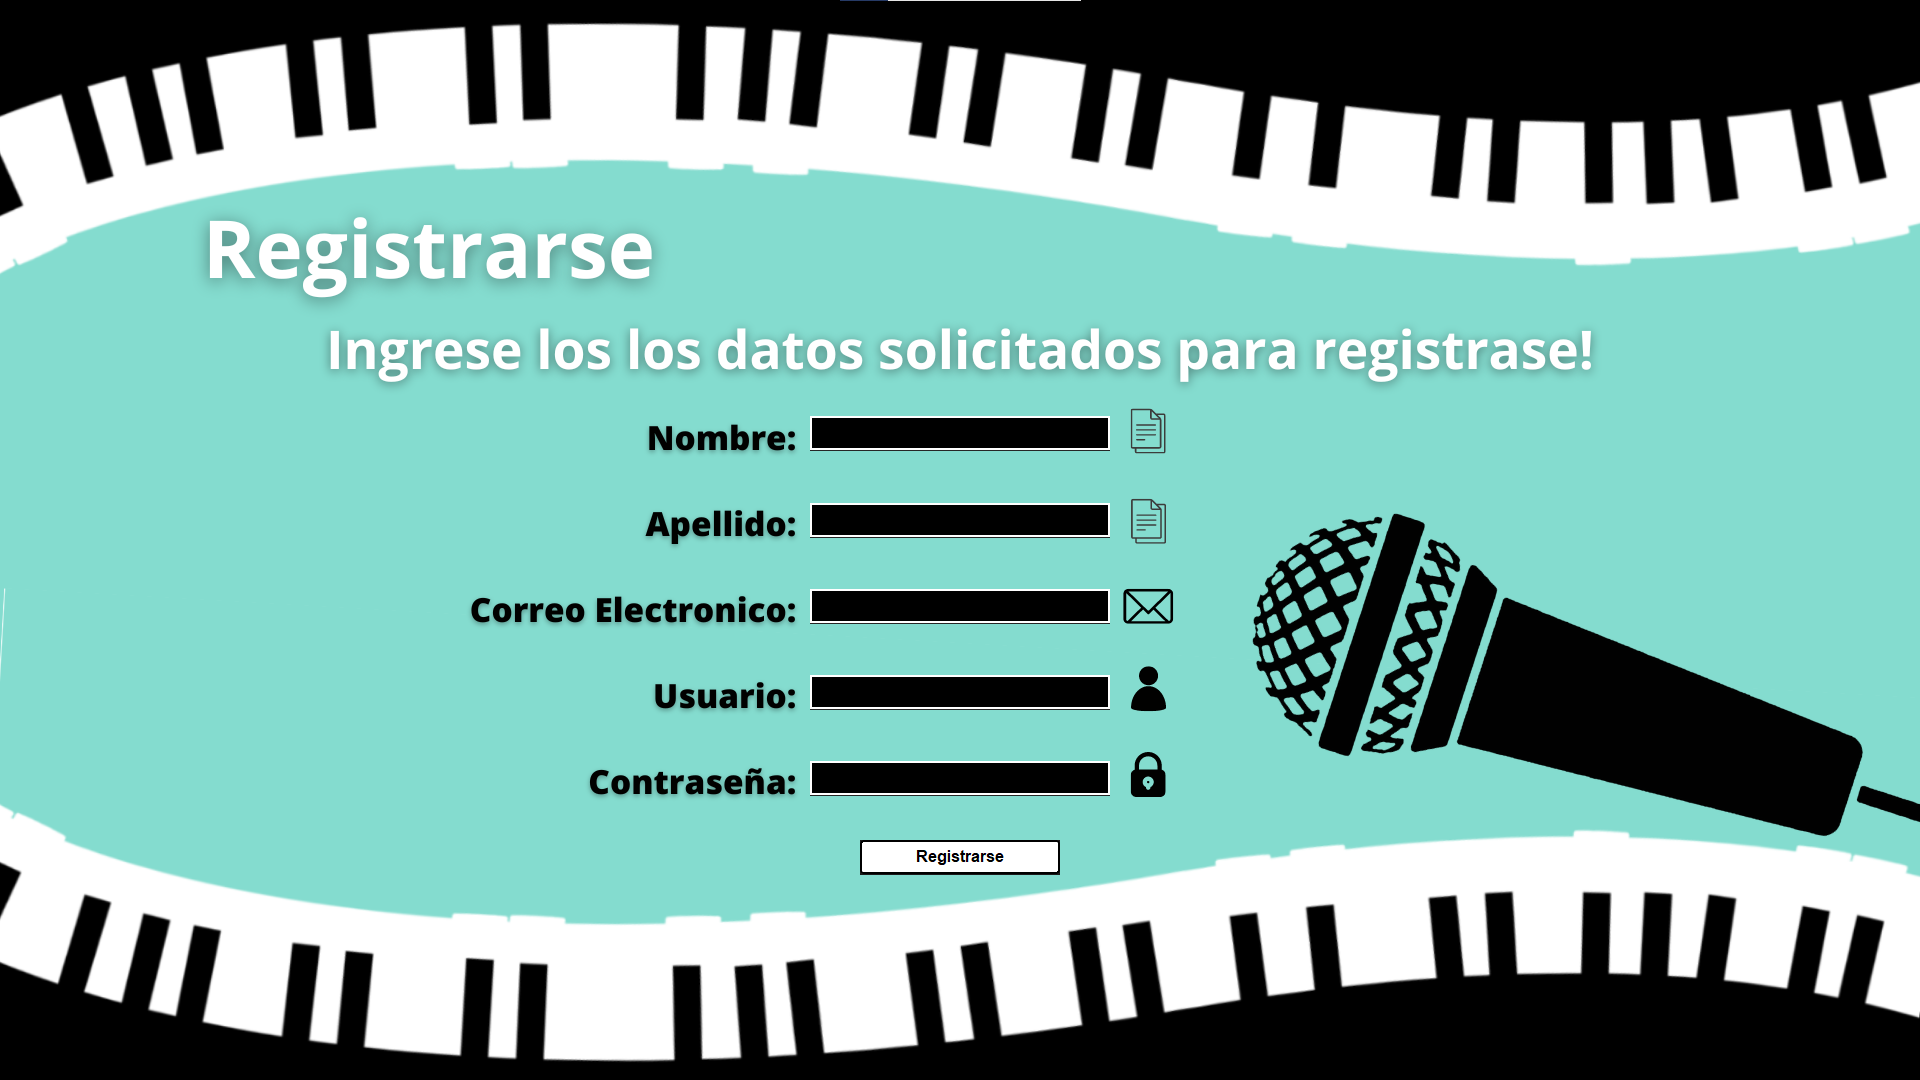 Registrarse
Ingrese los los datos solicitados para registrase!
Nombre:
Apellido:
Correo Electronico:
Usuario:
Contraseña:
Registrarse